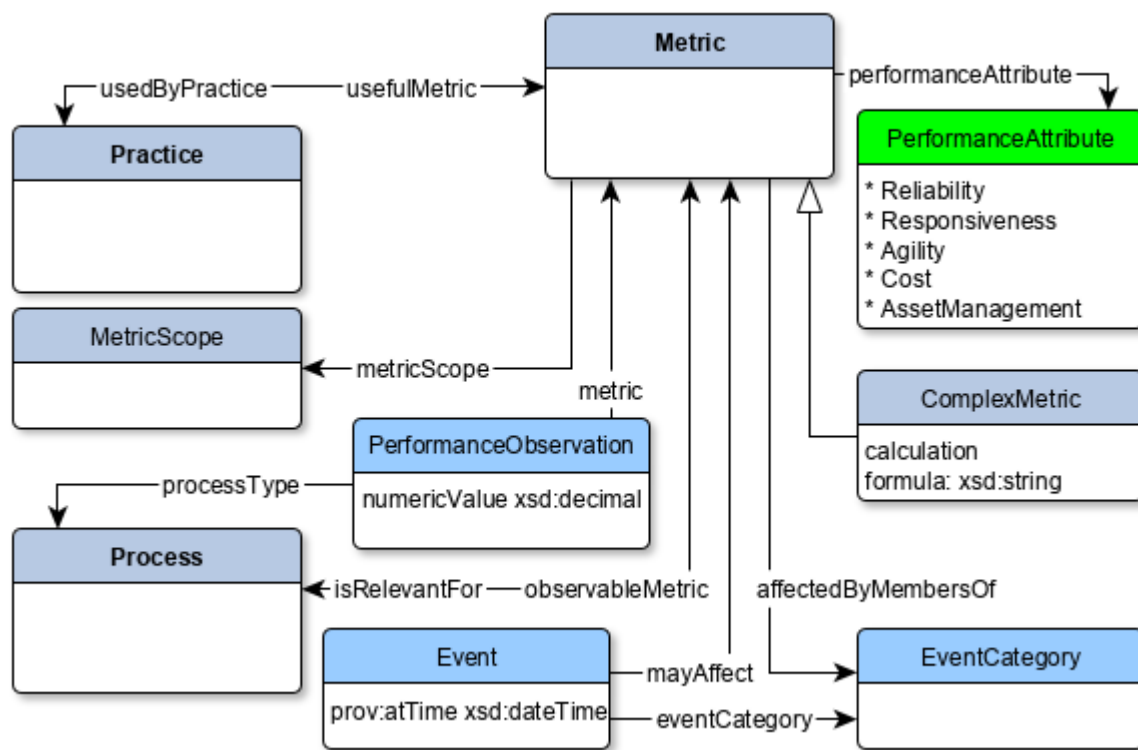 Metric
usedByPractice
usefulMetric
performanceAttribute
Practice
PerformanceAttribute
* Reliability
* Responsiveness
* Agility
* Cost
* AssetManagement
MetricScope
metricScope
metric
ComplexMetric
calculation
formula: xsd:string
PerformanceObservation
numericValue xsd:decimal
processType
Process
isRelevantFor
observableMetric
affectedByMembersOf
Event
prov:atTime xsd:dateTime
mayAffect
eventCategory
EventCategory